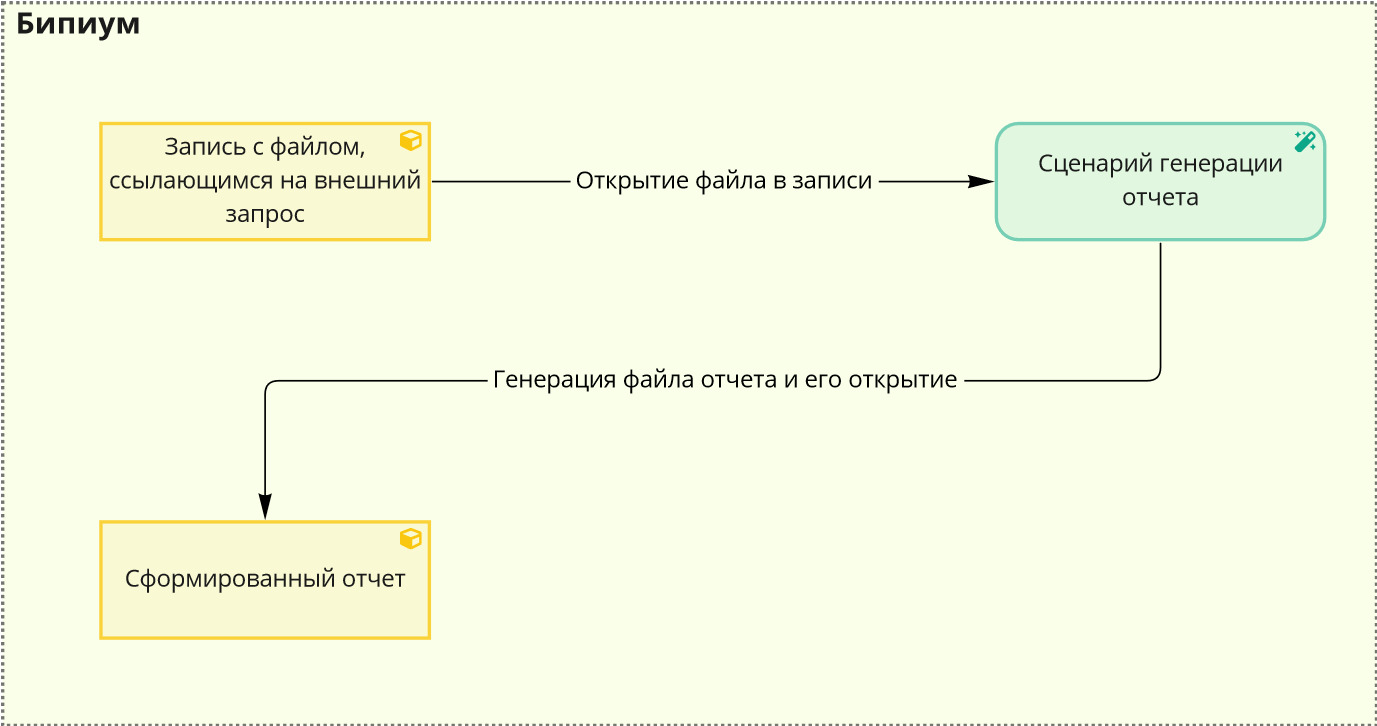 Бипиум
Запись с файлом,
ссылающимся на внешний
запрос
Открытие файла в записи
Сценарий генерации
отчета
Генерация файла отчета и его открытие
Сформированный отчет